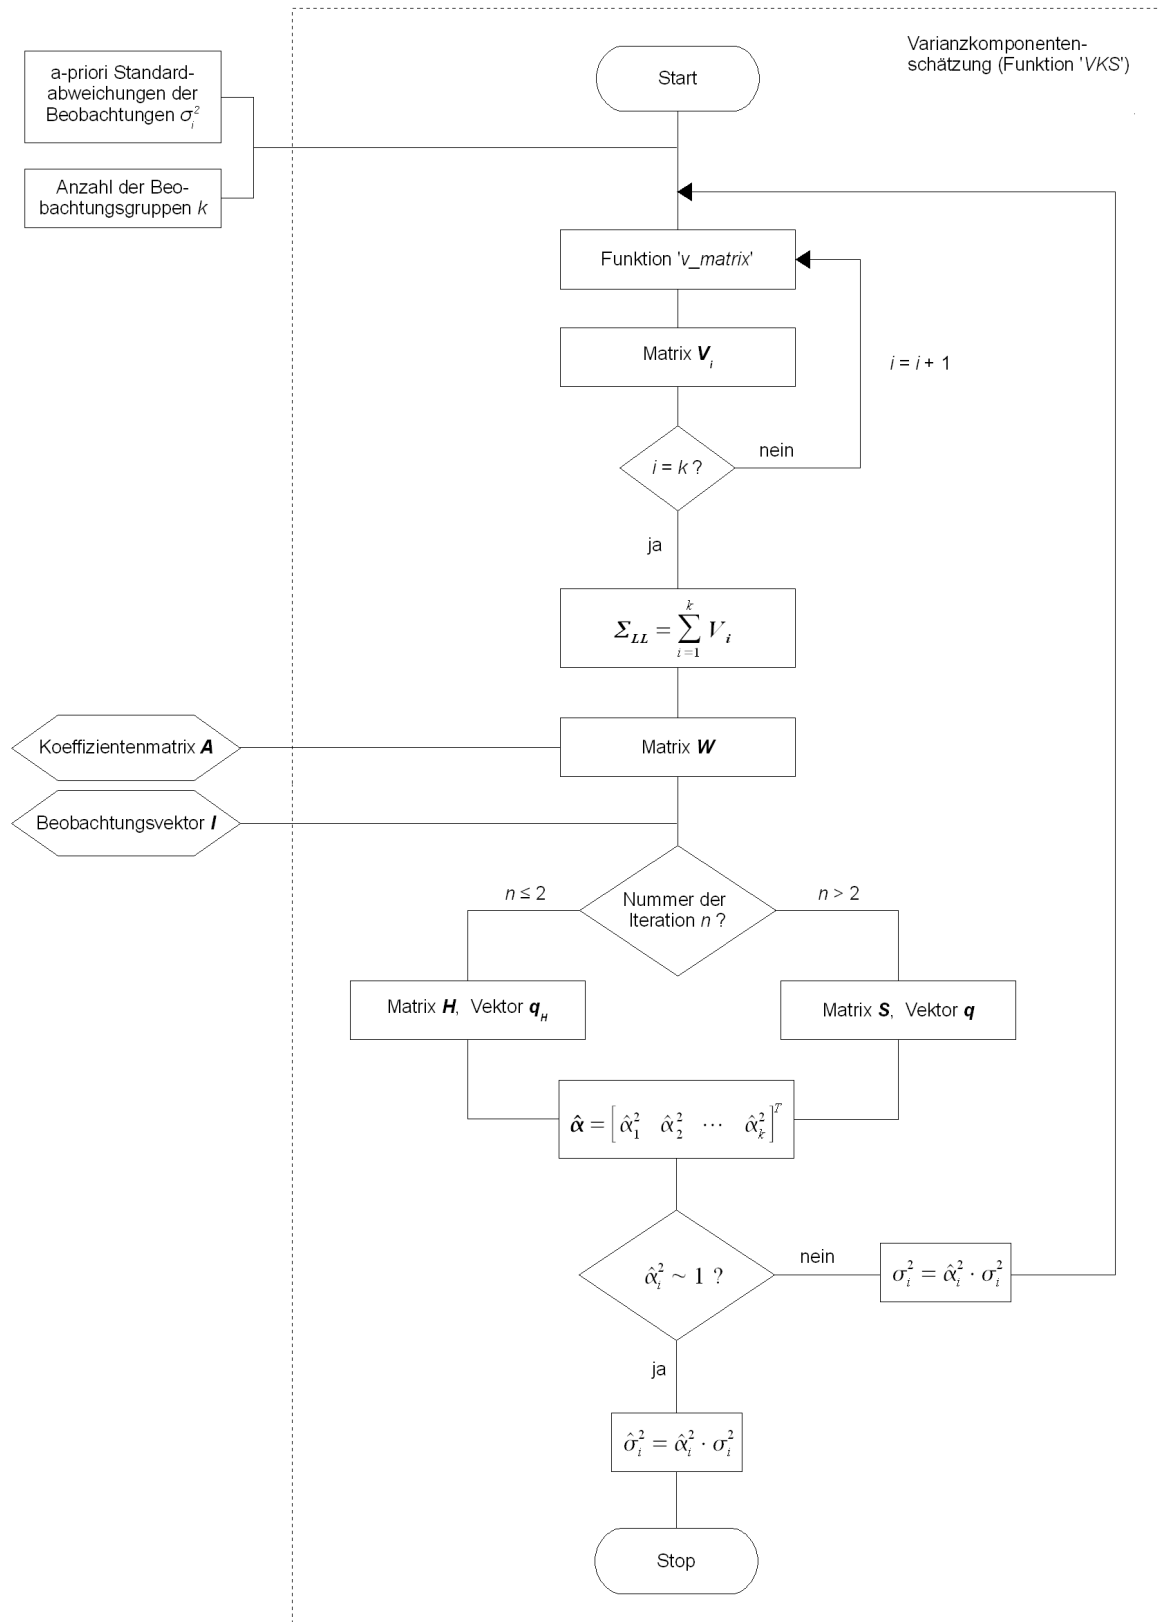 Varianzkomponenten-
schätzung (Funktion 'VKS')
a-priori Standard-
abweichungen der
Beobachtungen σᵢ²
Start
Anzahl der Beo-
bachtungsgruppen k
Funktion 'v_matrix'
Matrix Vᵢ
i = i + 1
i = k ?
nein
ja
Σ_LL = ∑_{i=1}^{k} V_i
Koeffizientenmatrix A
Matrix W
Beobachtungsvektor l
n ≤ 2
Nummer der
Iteration n ?
n > 2
Matrix H, Vektor q_H
Matrix S, Vektor q
α̂ = [α̂₁² α̂₂² ⋯ α̂ₖ²]ᵀ
α̂ᵢ² ~ 1 ?
nein
σᵢ² = α̂ᵢ² · σᵢ²
ja
σ̂ᵢ² = α̂ᵢ² · σᵢ²
Stop